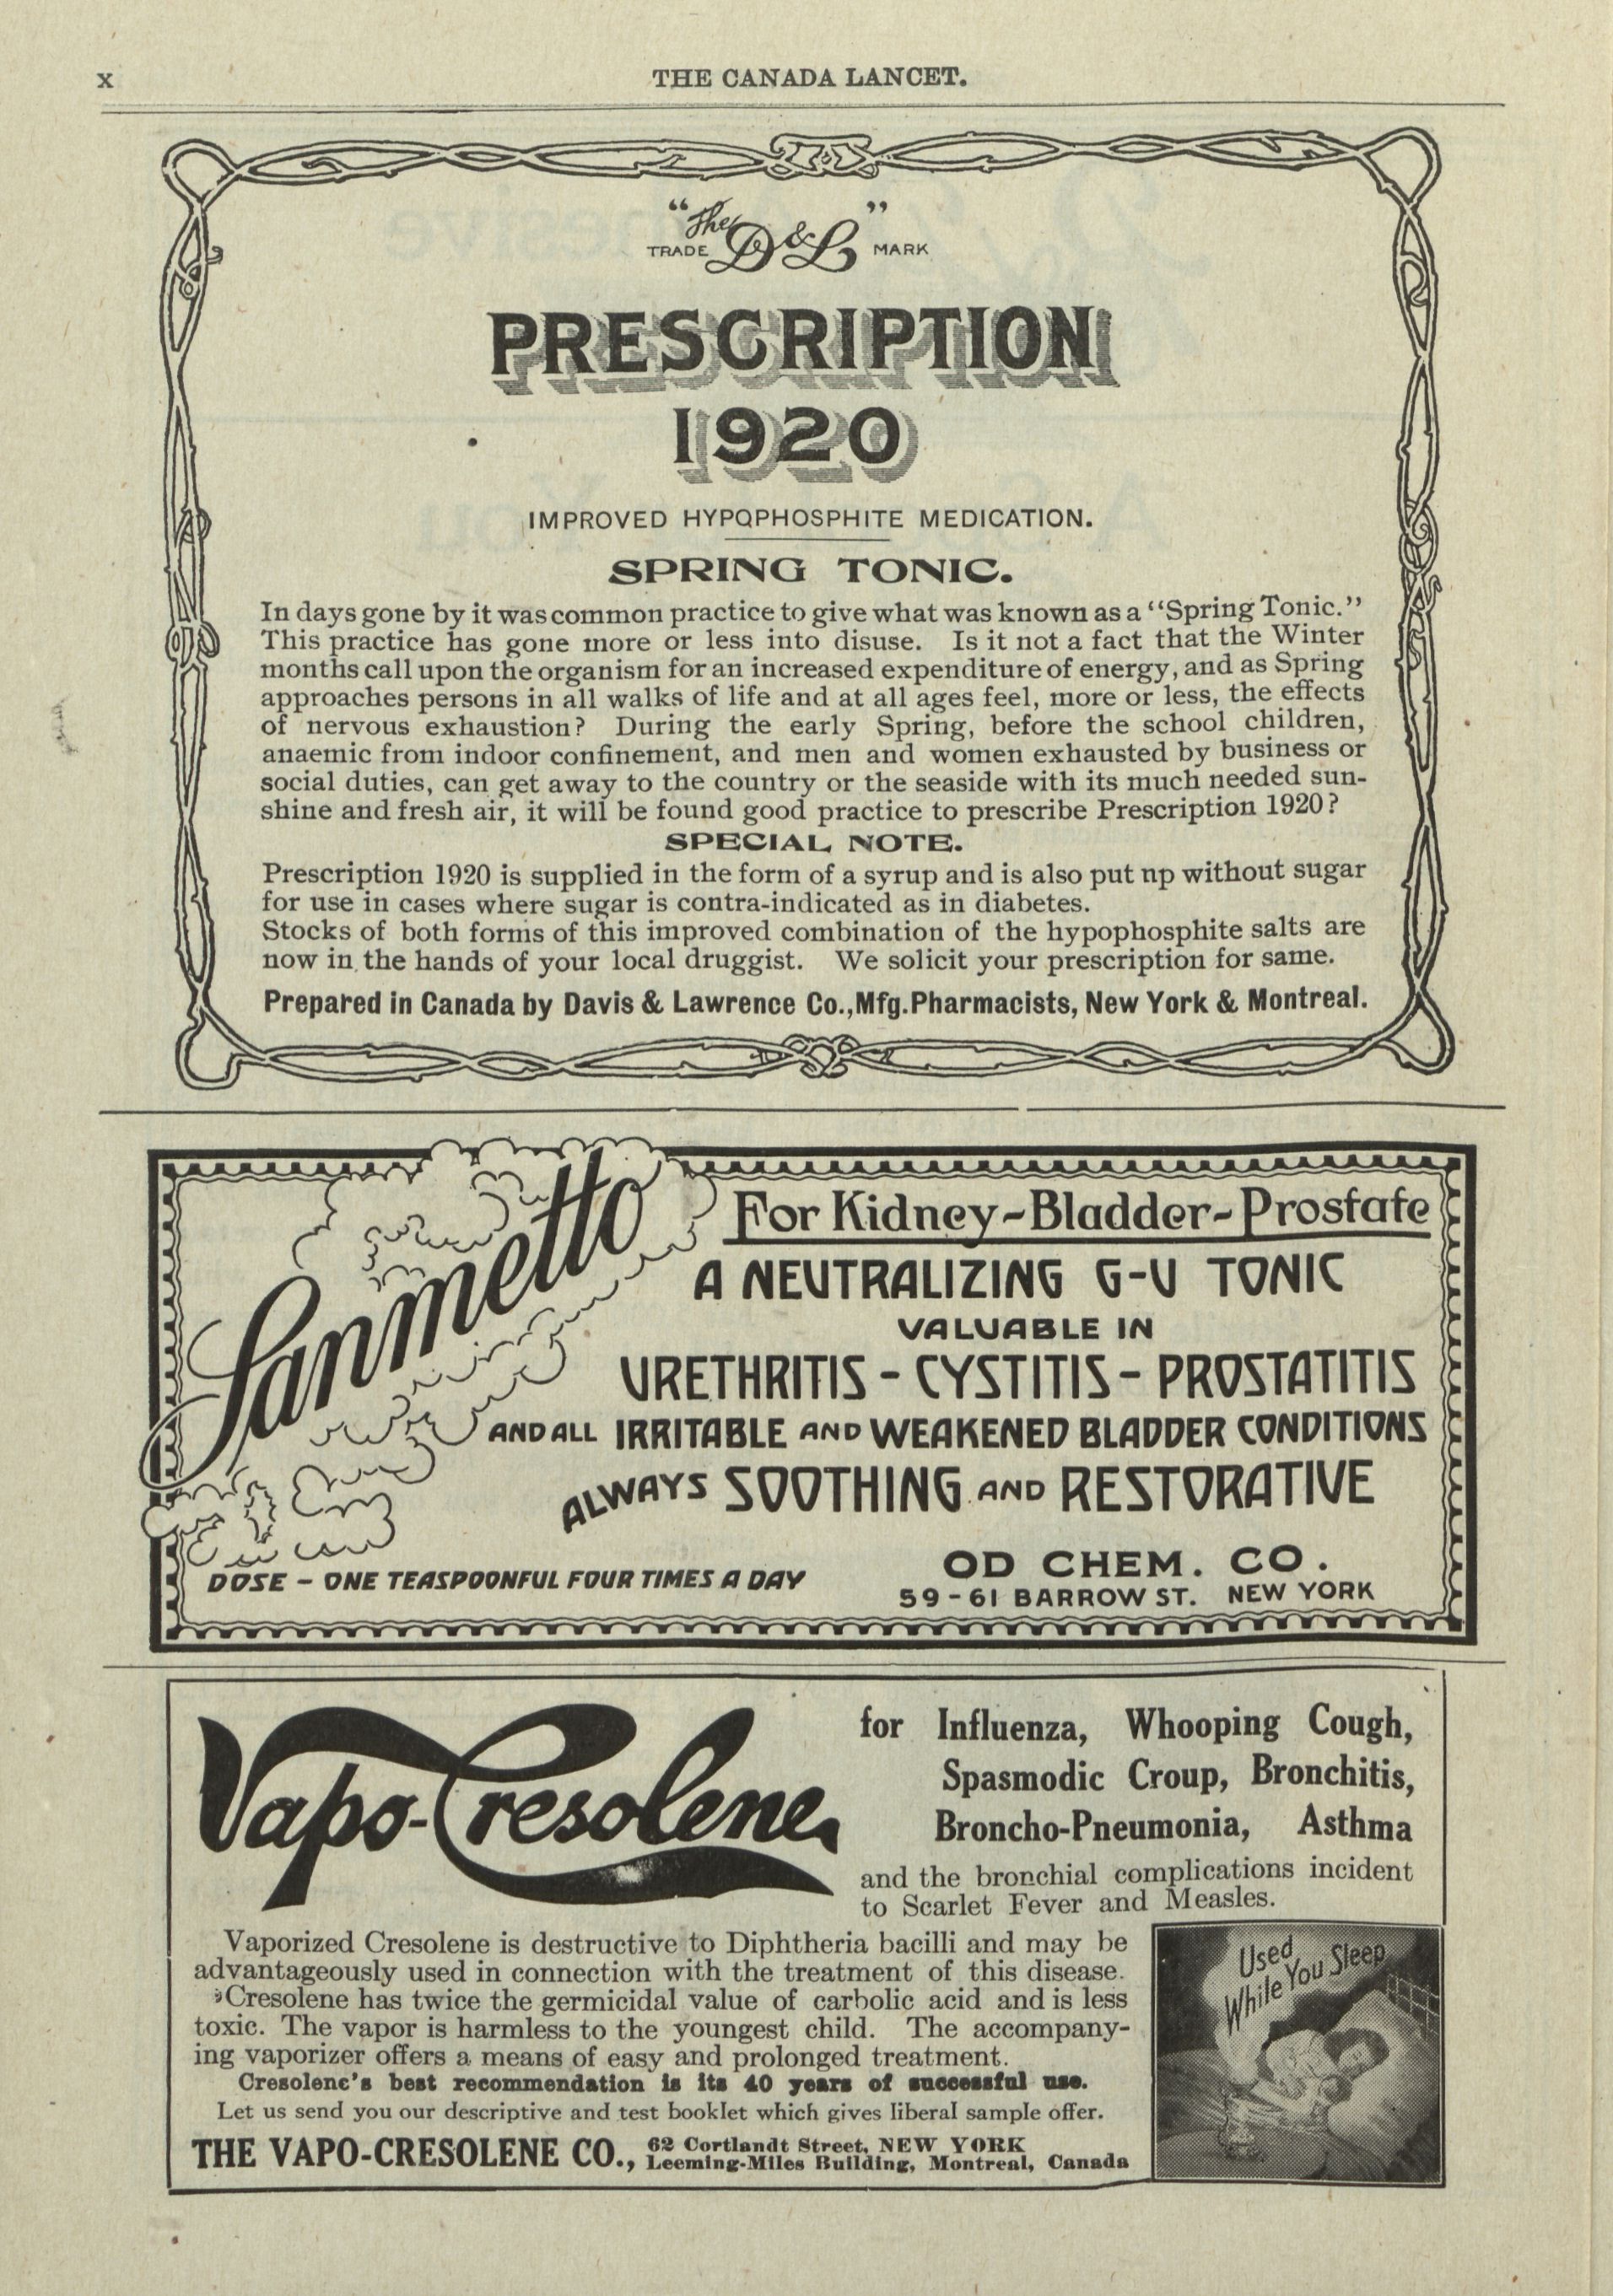 x
THE CANADA LANCET.
"The D & L"
TRADE MARK
PRESCRIPTION
1920
IMPROVED HYPOPHOSPHITE MEDICATION.
SPRING TONIC.
In days gone by it was common practice to give what was known as a "Spring Tonic."
This practice has gone more or less into disuse. Is it not a fact that the Winter
months call upon the organism for an increased expenditure of energy, and as Spring
approaches persons in all walks of life and at all ages feel, more or less, the effects
of nervous exhaustion? During the early Spring, before the school children,
anaemic from indoor confinement, and men and women exhausted by business or
social duties, can get away to the country or the seaside with its much needed sun-
shine and fresh air, it will be found good practice to prescribe Prescription 1920?
SPECIAL NOTE.
Prescription 1920 is supplied in the form of a syrup and is also put np without sugar
for use in cases where sugar is contra-indicated as in diabetes.
Stocks of both forms of this improved combination of the hypophosphite salts are
now in the hands of your local druggist. We solicit your prescription for same.
Prepared in Canada by Davis & Lawrence Co., Mfg. Pharmacists, New York & Montreal.
Sanmetto
For Kidney-Bladder-Prostate
A NEUTRALIZING G-U TONIC
VALUABLE IN
URETHRITIS - CYSTITIS - PROSTATITIS
AND ALL IRRITABLE AND WEAKENED BLADDER CONDITIONS
ALWAYS SOOTHING AND RESTORATIVE
DOSE - ONE TEASPOONFUL FOUR TIMES A DAY
OD CHEM. CO.
59-61 BARROW ST. NEW YORK
Vapo-Cresolene
for Influenza, Whooping Cough,
Spasmodic Croup, Bronchitis,
Broncho-Pneumonia, Asthma
and the bronchial complications incident
to Scarlet Fever and Measles.
Vaporized Cresolene is destructive to Diphtheria bacilli and may be
advantageously used in connection with the treatment of this disease.
Cresolene has twice the germicidal value of carbolic acid and is less
toxic. The vapor is harmless to the youngest child. The accompany-
ing vaporizer offers a means of easy and prolonged treatment.
Cresolene's best recommendation is its 40 years of successful use.
Let us send you our descriptive and test booklet which gives liberal sample offer.
THE VAPO-CRESOLENE CO., 62 Cortlandt Street, NEW YORK
Leeming-Miles Building, Montreal, Canada
Used
While You Sleep